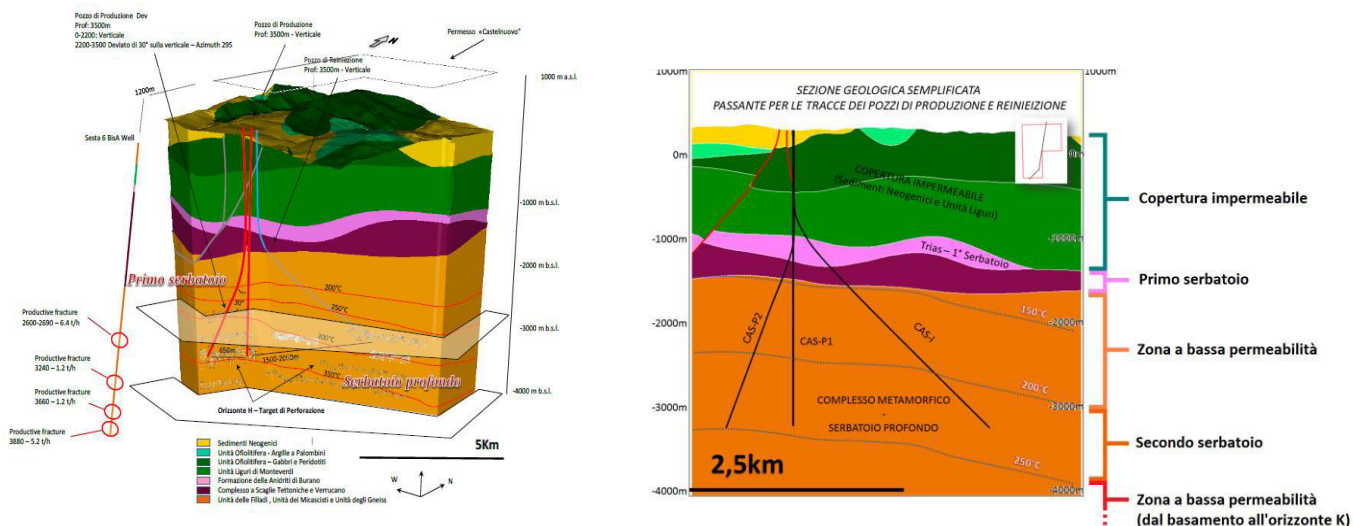 Pozzo di Produzione Dev
Prof: 3500m
0-2200: Verticale
2200-3500 Deviato di 30° sulla verticale – Azimuth 295
Pozzo di Produzione
Prof: 3500m - Verticale
Permesso «Castelnuovo»
N
Pozzo di Reiniezione
Prof: 3500m - Verticale
1200m
1000 m a.s.l.
Sesta 6 BisA Well
-1000 m b.s.l.
-2000 m b.s.l.
-3000 m b.s.l.
-4000 m b.s.l.
Primo serbatoio
200°C
250°C
30°
300°C
650m
1500-2000m
350°C
Serbatoio profondo
Orizzonte H – Target di Perforazione
Productive fracture
2600-2690 – 6.4 t/h
Productive fracture
3240 – 1.2 t/h
Productive fracture
3660 – 1.2 t/h
Productive fracture
3880 – 5.2 t/h
5Km
W
N
Sedimenti Neogenici
Unità Ofiolitifera - Argille a Palombini
Unità Ofiolitifera – Gabbri e Peridotiti
Unità Liguri di Monteverdi
Formazione delle Anidriti di Burano
Complesso a Scaglie Tettoniche e Verrucano
Unità delle Filladi , Unità dei Micascisti e Unità degli Gneiss
1000m
1000m
SEZIONE GEOLOGICA SEMPLIFICATA
PASSANTE PER LE TRACCE DEI POZZI DI PRODUZIONE E REINIEZIONE
0m
0m
COPERTURA IMPERMEABILE
(Sedimenti Neogenici e Unità Liguri)
-1000m
-1000m
Trias – 1° Serbatoio
150°C
-2000m
-2000m
CAS-P2
CAS-P1
CAS-I
200°C
COMPLESSO METAMORFICO
-
SERBATOIO PROFONDO
-3000m
-3000m
250°C
2,5km
-4000m
-4000m
Copertura impermeabile
Primo serbatoio
Zona a bassa permeabilità
Secondo serbatoio
Zona a bassa permeabilità
(dal basamento all'orizzonte K)